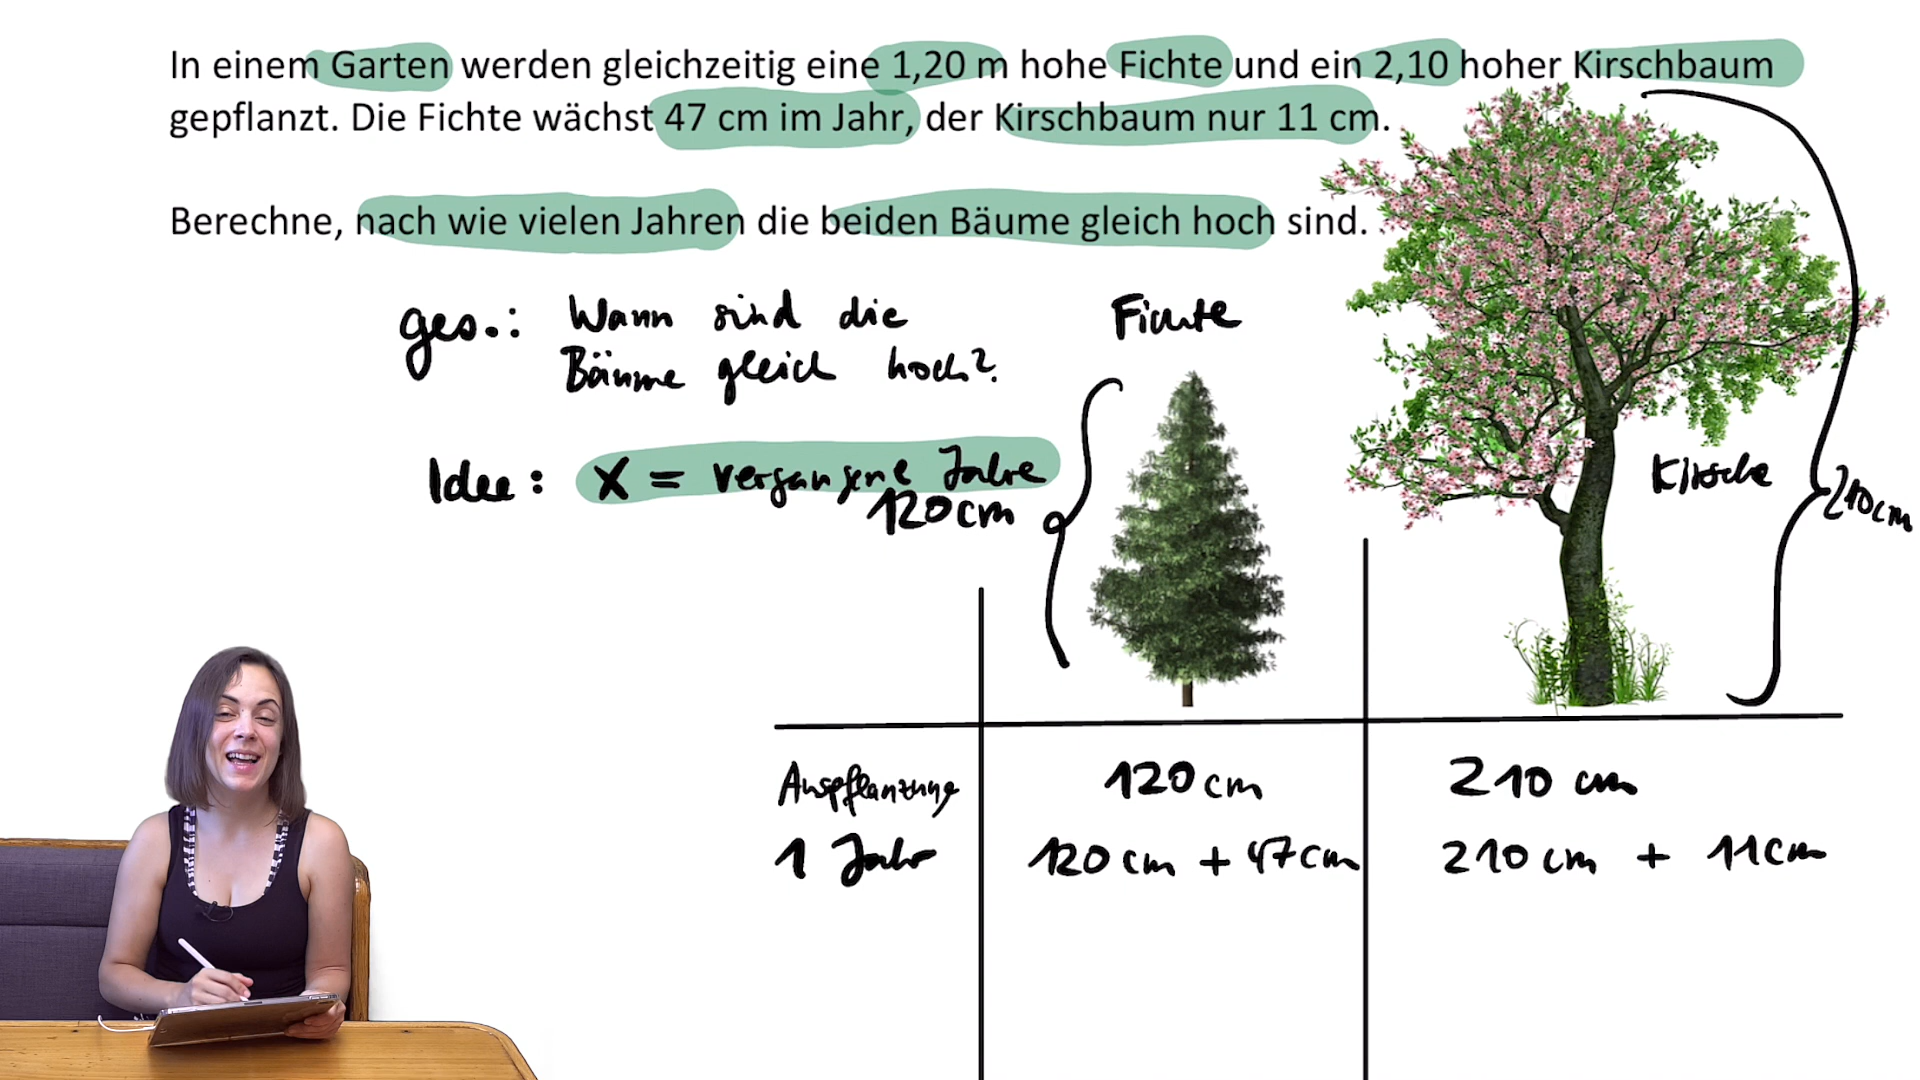 In einem Garten werden gleichzeitig eine 1,20 m hohe Fichte und ein 2,10 hoher Kirschbaum
gepflanzt. Die Fichte wächst 47 cm im Jahr, der Kirschbaum nur 11 cm.
Berechne, nach wie vielen Jahren die beiden Bäume gleich hoch sind.
ges.: Wann sind die
Bäume gleich hoch?
Fichte
Idee: x = vergangene Jahre
120cm
Kirsche
210cm
Auspflanzung 120 cm 210 cm
1 Jahr 120 cm + 47cm 210 cm + 11cm